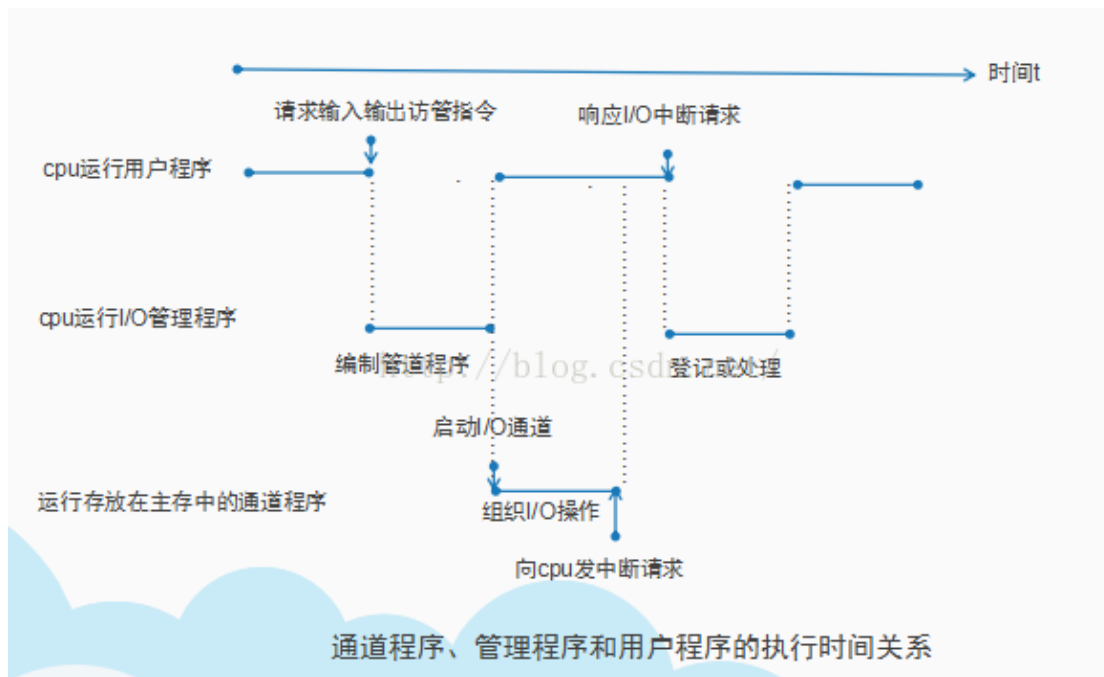 时间t
请求输入输出访管指令
响应I/O中断请求
cpu运行用户程序
cpu运行I/O管理程序
编制管道程序
http://blog.csdn.net/
登记或处理
启动I/O通道
运行存放在主存中的通道程序
组织I/O操作
向cpu发中断请求
通道程序、管理程序和用户程序的执行时间关系